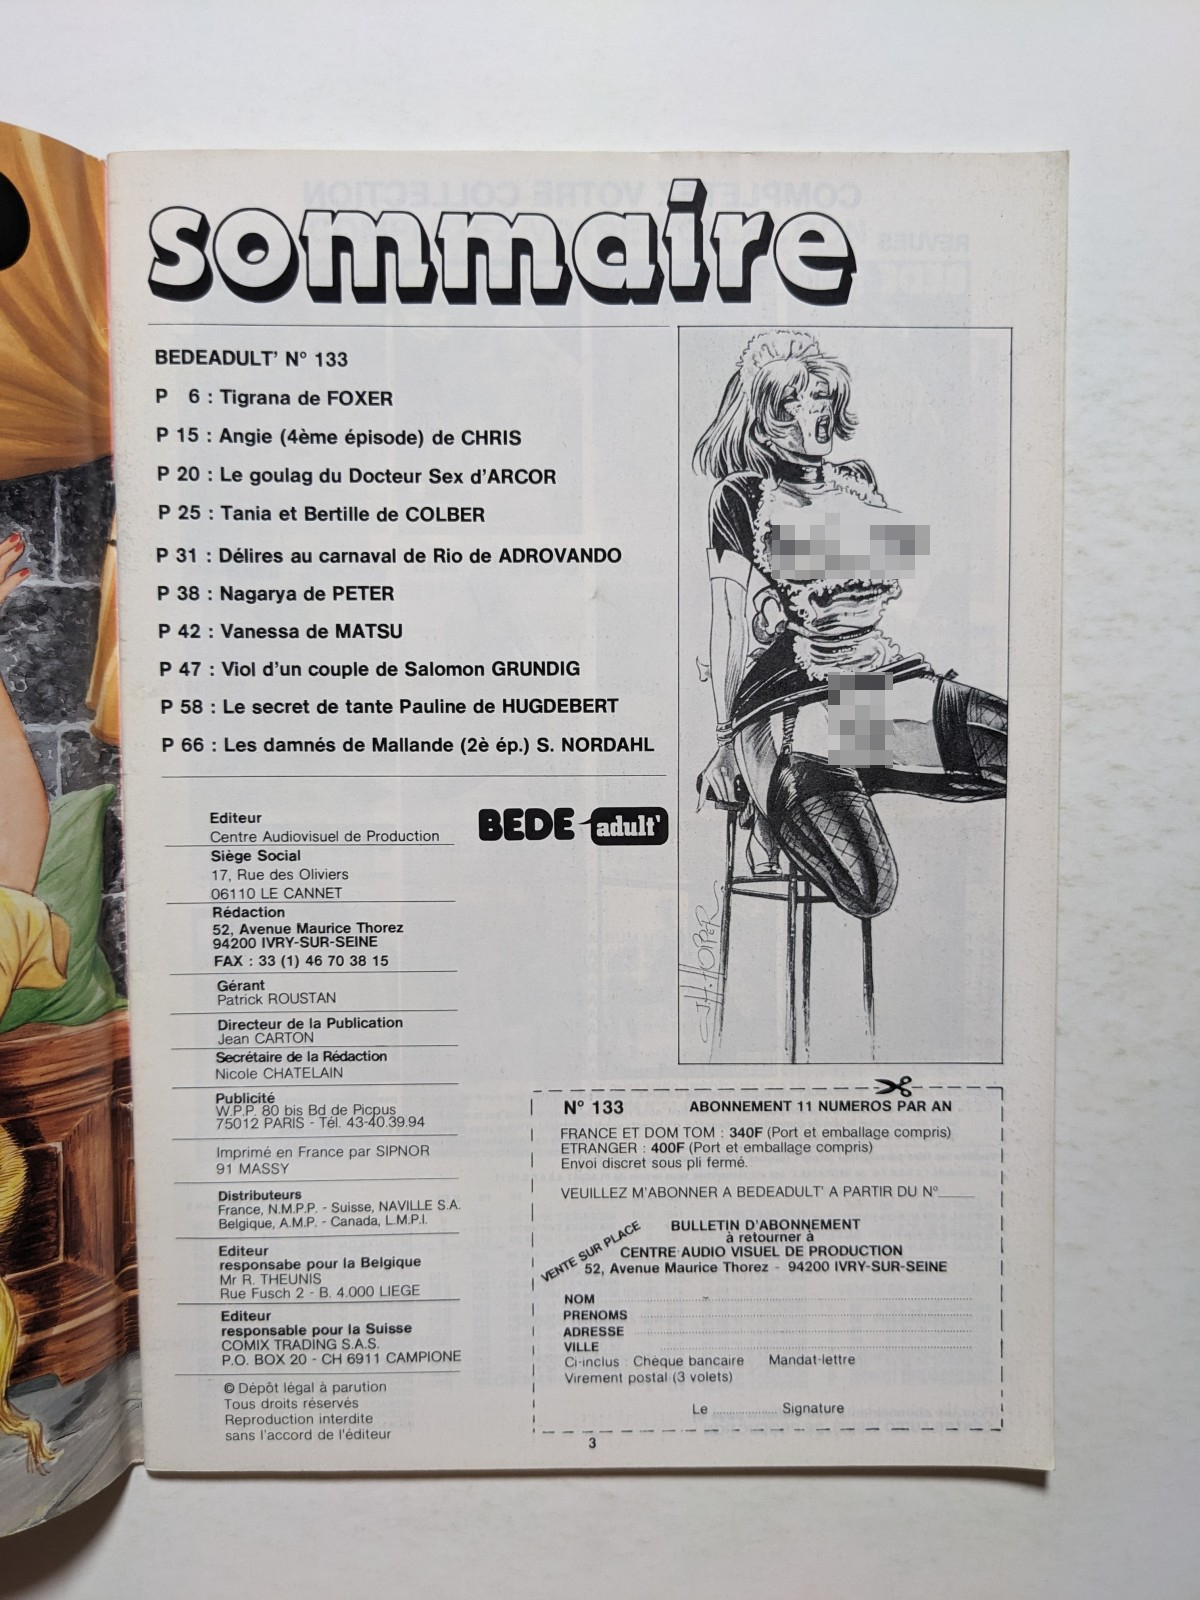 sommaire
BEDEADULT' N° 133
P 6 : Tigrana de FOXER
P 15 : Angie (4ème épisode) de CHRIS
P 20 : Le goulag du Docteur Sex d'ARCOR
P 25 : Tania et Bertille de COLBER
P 31 : Délires au carnaval de Rio de ADROVANDO
P 38 : Nagarya de PETER
P 42 : Vanessa de MATSU
P 47 : Viol d'un couple de Salomon GRUNDIG
P 58 : Le secret de tante Pauline de HUGDEBERT
P 66 : Les damnés de Mallande (2è ép.) S. NORDAHL
BEDE adult'
Editeur
Centre Audiovisuel de Production
Siège Social
17, Rue des Oliviers
06110 LE CANNET
Rédaction
52, Avenue Maurice Thorez
94200 IVRY-SUR-SEINE
FAX : 33 (1) 46 70 38 15
Gérant
Patrick ROUSTAN
Directeur de la Publication
Jean CARTON
Secrétaire de la Rédaction
Nicole CHATELAIN
Publicité
W.P.P. 80 bis Bd de Picpus
75012 PARIS - Tél. 43-40.39.94
Imprimé en France par SIPNOR
91 MASSY
Distributeurs
France, N.M.P.P. - Suisse, NAVILLE S.A.
Belgique, A.M.P. - Canada, L.M.P.I.
Editeur
responsabe pour la Belgique
Mr R. THEUNIS
Rue Fusch 2 - B. 4.000 LIEGE
Editeur
responsable pour la Suisse
COMIX TRADING S.A.S.
P.O. BOX 20 - CH 6911 CAMPIONE
© Dépôt légal à parution
Tous droits réservés
Reproduction interdite
sans l'accord de l'éditeur
J.H. HOPER
N° 133 ABONNEMENT 11 NUMEROS PAR AN
FRANCE ET DOM TOM : 340F (Port et emballage compris)
ETRANGER : 400F (Port et emballage compris)
Envoi discret sous pli fermé.
VEUILLEZ M'ABONNER A BEDEADULT' A PARTIR DU N°
VENTE SUR PLACE
BULLETIN D'ABONNEMENT
à retourner à
CENTRE AUDIO VISUEL DE PRODUCTION
52, Avenue Maurice Thorez - 94200 IVRY-SUR-SEINE
NOM
PRENOMS
ADRESSE
VILLE
Ci-inclus : Chèque bancaire Mandat-lettre
Virement postal (3 volets)
Le Signature
3